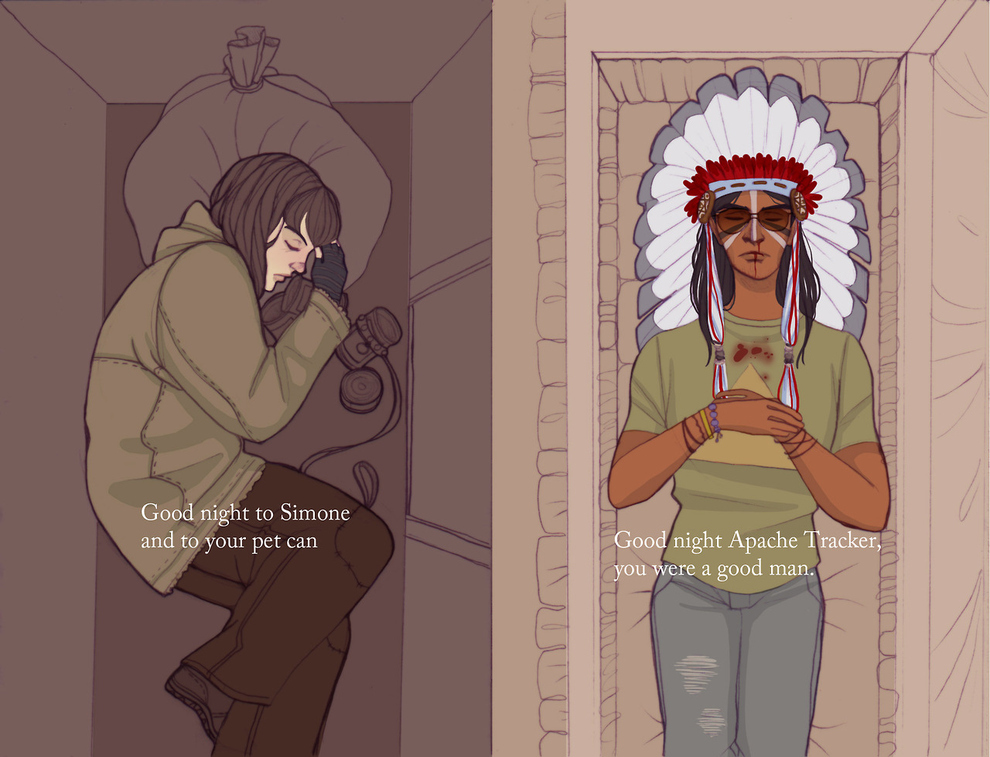 Good night to Simone
and to your pet can
Good night Apache Tracker,
you were a good man.